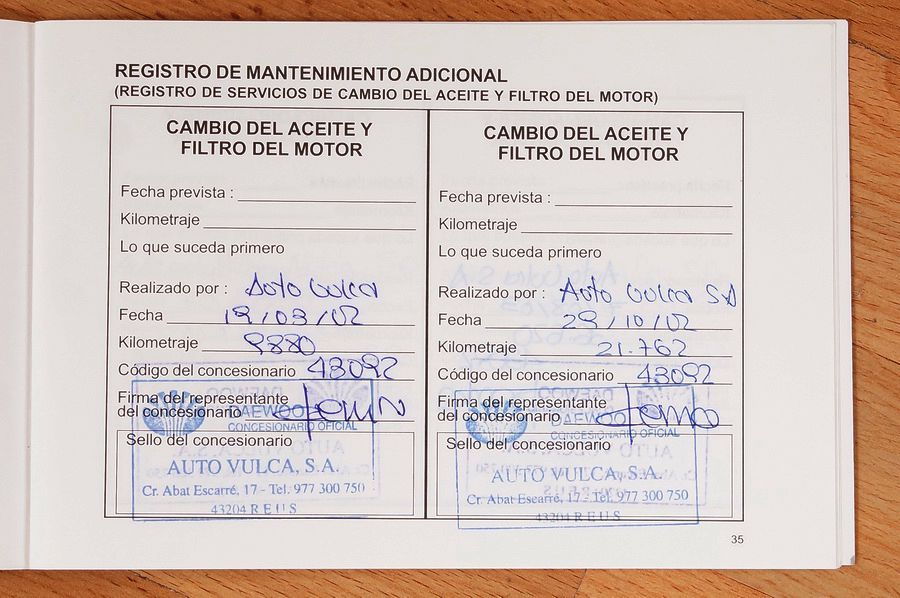 REGISTRO DE MANTENIMIENTO ADICIONAL
(REGISTRO DE SERVICIOS DE CAMBIO DEL ACEITE Y FILTRO DEL MOTOR)
CAMBIO DEL ACEITE Y
FILTRO DEL MOTOR
Fecha prevista :
Kilometraje
Lo que suceda primero
Realizado por : Auto Vulca
Fecha 19/03/02
Kilometraje 9880
Código del concesionario 43092
Firma del representante
del concesionario
DAEWOO
CONCESIONARIO OFICIAL
Sello del concesionario
AUTO VULCA, S.A.
Cr. Abat Escarré, 17 - Tel. 977 300 750
43204 REUS
CAMBIO DEL ACEITE Y
FILTRO DEL MOTOR
Fecha prevista :
Kilometraje
Lo que suceda primero
Realizado por : Auto Vulca SA
Fecha 29/10/02
Kilometraje 21.762
Código del concesionario 43092
Firma del representante
del concesionario
DAEWOO
CONCESIONARIO OFICIAL
Sello del concesionario
AUTO VULCA, S.A.
Cr. Abat Escarré, 17 - Tel. 977 300 750
43204 REUS
35